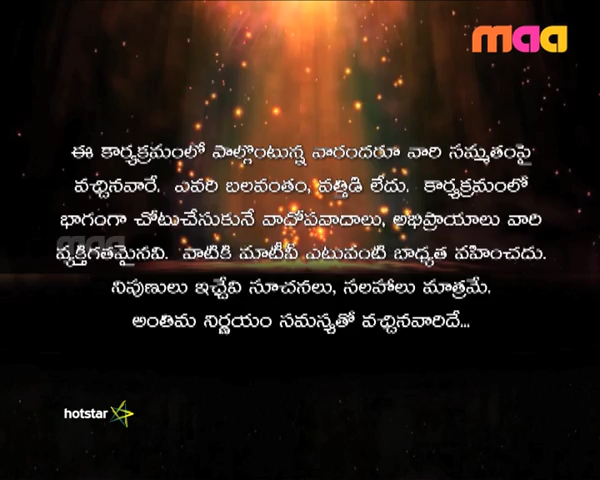 maa
ఈ కార్యక్రమంలో పాల్గొంటున్న వారందరూ వారి సమ్మతంపై
వచ్చినవారే. ఎవరి బలవంతం, వత్తిడి లేదు. కార్యక్రమంలో
భాగంగా చోటుచేసుకునే వాదోపవాదాలు, అభిప్రాయాలు వారి
వ్యక్తిగతమైనవి. వాటికి మాటీవీ ఎటువంటి బాధ్యత వహించదు.
నిపుణులు ఇచ్చేవి సూచనలు, సలహాలు మాత్రమే.
అంతిమ నిర్ణయం సమస్యతో వచ్చినవారిదే...
hotstar